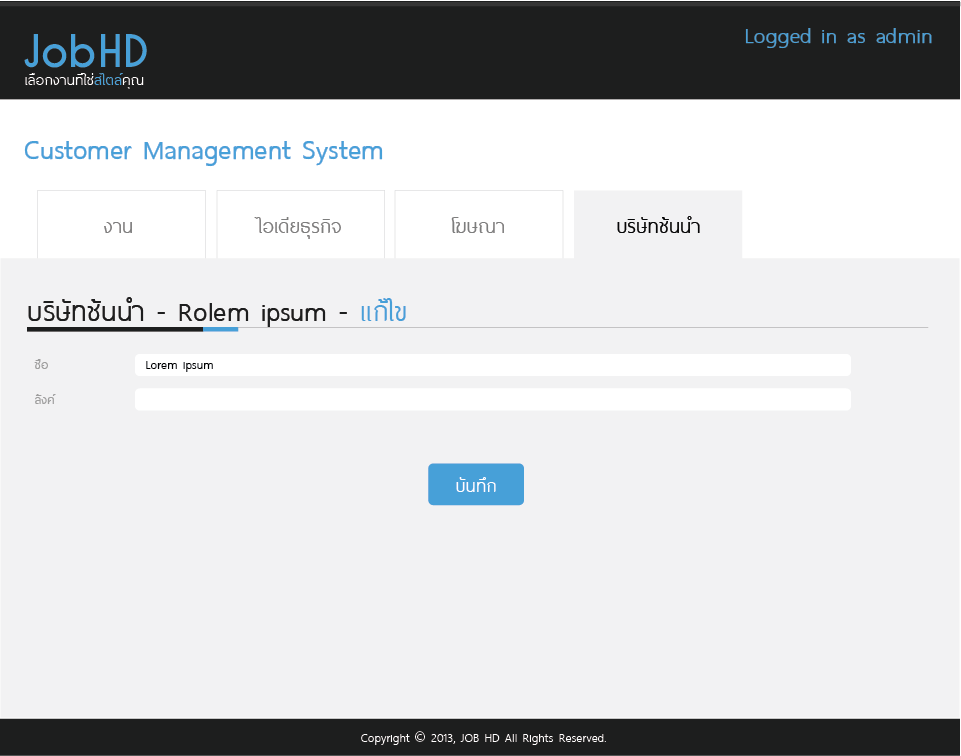 JobHD
เลือกงานที่ใช่สไตล์คุณ
Logged in as admin
Customer Management System
งาน
ไอเดียธุรกิจ
โฆษณา
บริษัทชั้นนำ
บริษัทชั้นนำ - Rolem ipsum - แก้ไข
ชื่อ
Lorem ipsum
ลิงค์
บันทึก
Copyright © 2013, JOB HD All Rights Reserved.